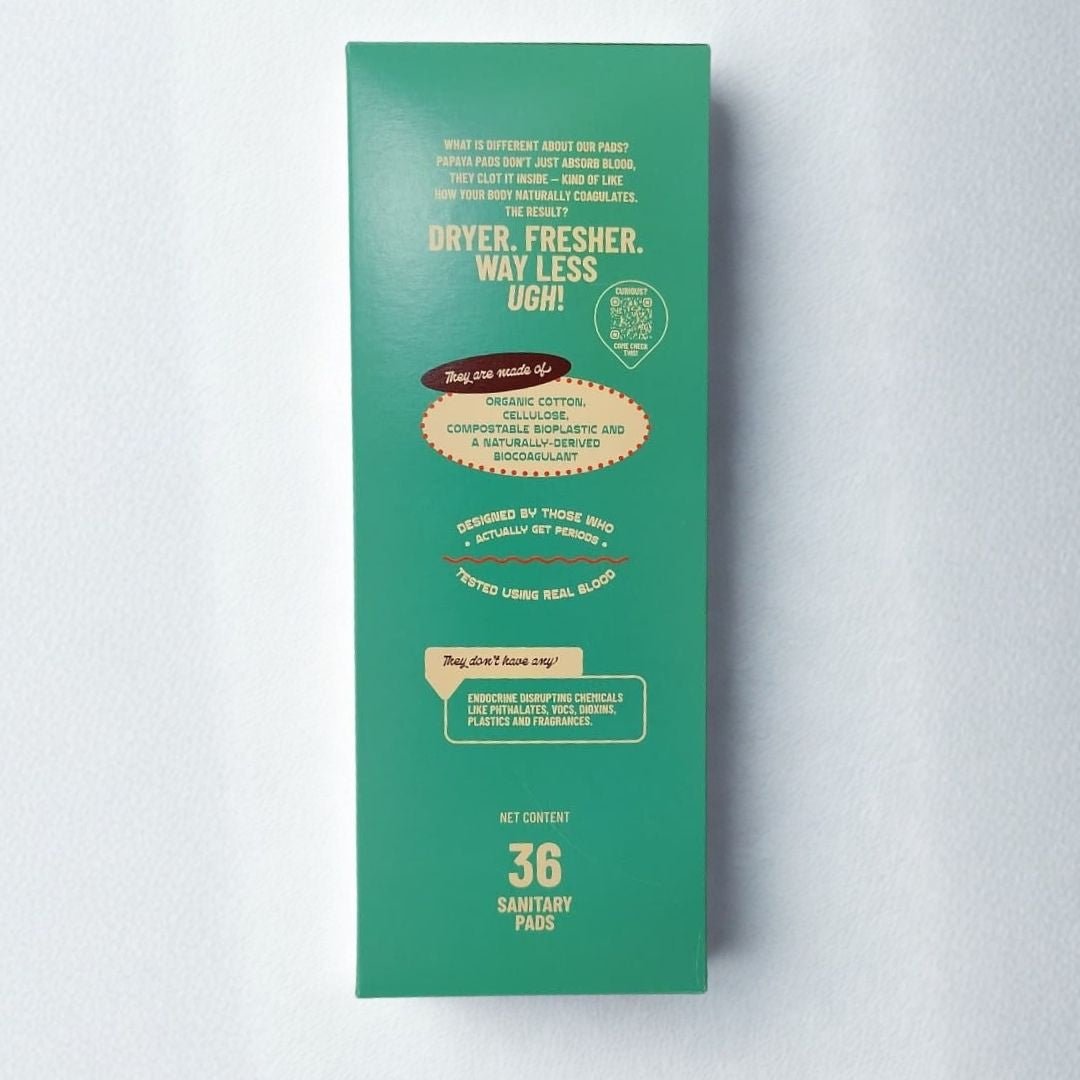 WHAT IS DIFFERENT ABOUT OUR PADS?
PAPAYA PADS DON'T JUST ABSORB BLOOD,
THEY CLOT IT INSIDE – KIND OF LIKE
HOW YOUR BODY NATURALLY COAGULATES.
THE RESULT?
DRYER. FRESHER.
WAY LESS
UGH!
CURIOUS?
COME CHECK
THIS!
They are made of
ORGANIC COTTON,
CELLULOSE,
COMPOSTABLE BIOPLASTIC AND
A NATURALLY-DERIVED
BIOCOAGULANT
DESIGNED BY THOSE WHO
• ACTUALLY GET PERIODS •
TESTED USING REAL BLOOD
They don't have any
ENDOCRINE DISRUPTING CHEMICALS
LIKE PHTHALATES, VOCS, DIOXINS,
PLASTICS AND FRAGRANCES.
NET CONTENT
36
SANITARY
PADS